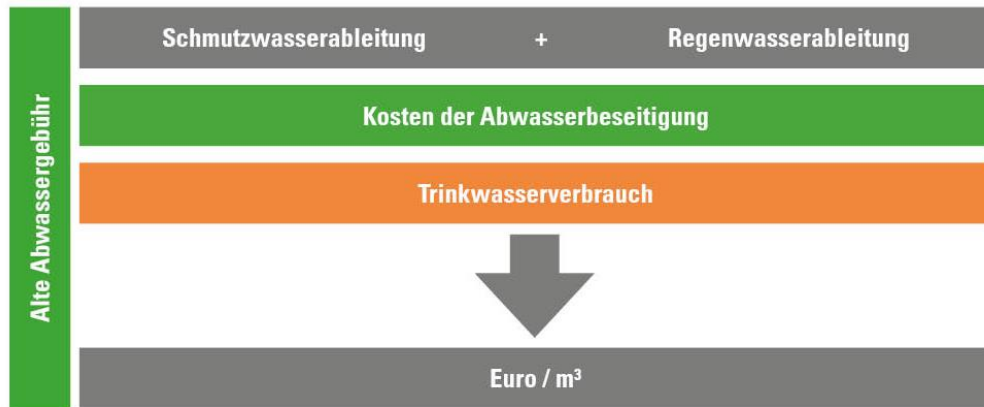 Alte Abwassergebühr
Schmutzwasserableitung + Regenwasserableitung
Kosten der Abwasserbeseitigung
Trinkwasserverbrauch
Euro / m³